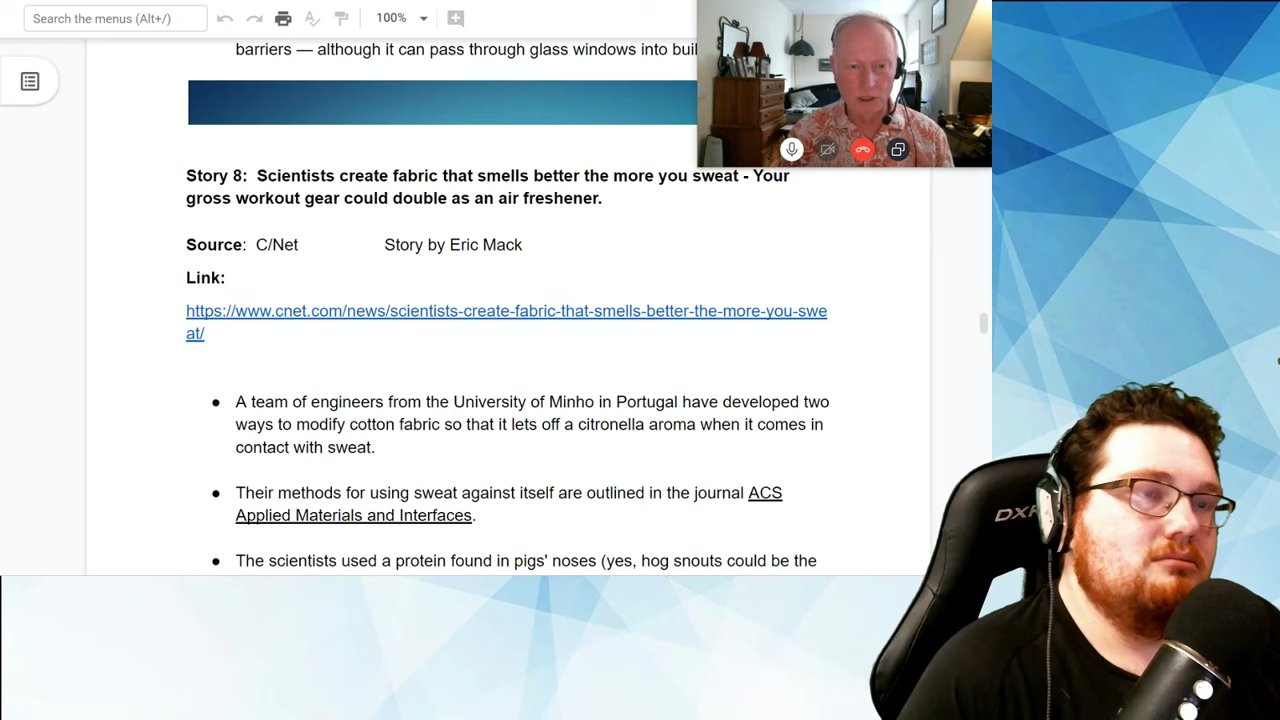 Search the menus (Alt+/)
100%
barriers — although it can pass through glass windows into
Story 8: Scientists create fabric that smells better the more you sweat - Your
gross workout gear could double as an air freshener.
Source: C/Net Story by Eric Mack
Link:
https://www.cnet.com/news/scientists-create-fabric-that-smells-better-the-more-you-swe
at/
● A team of engineers from the University of Minho in Portugal have developed two
ways to modify cotton fabric so that it lets off a citronella aroma when it comes in
contact with sweat.
● Their methods for using sweat against itself are outlined in the journal ACS
Applied Materials and Interfaces.
● The scientists used a protein found in pigs' noses (yes, hog snouts could be the